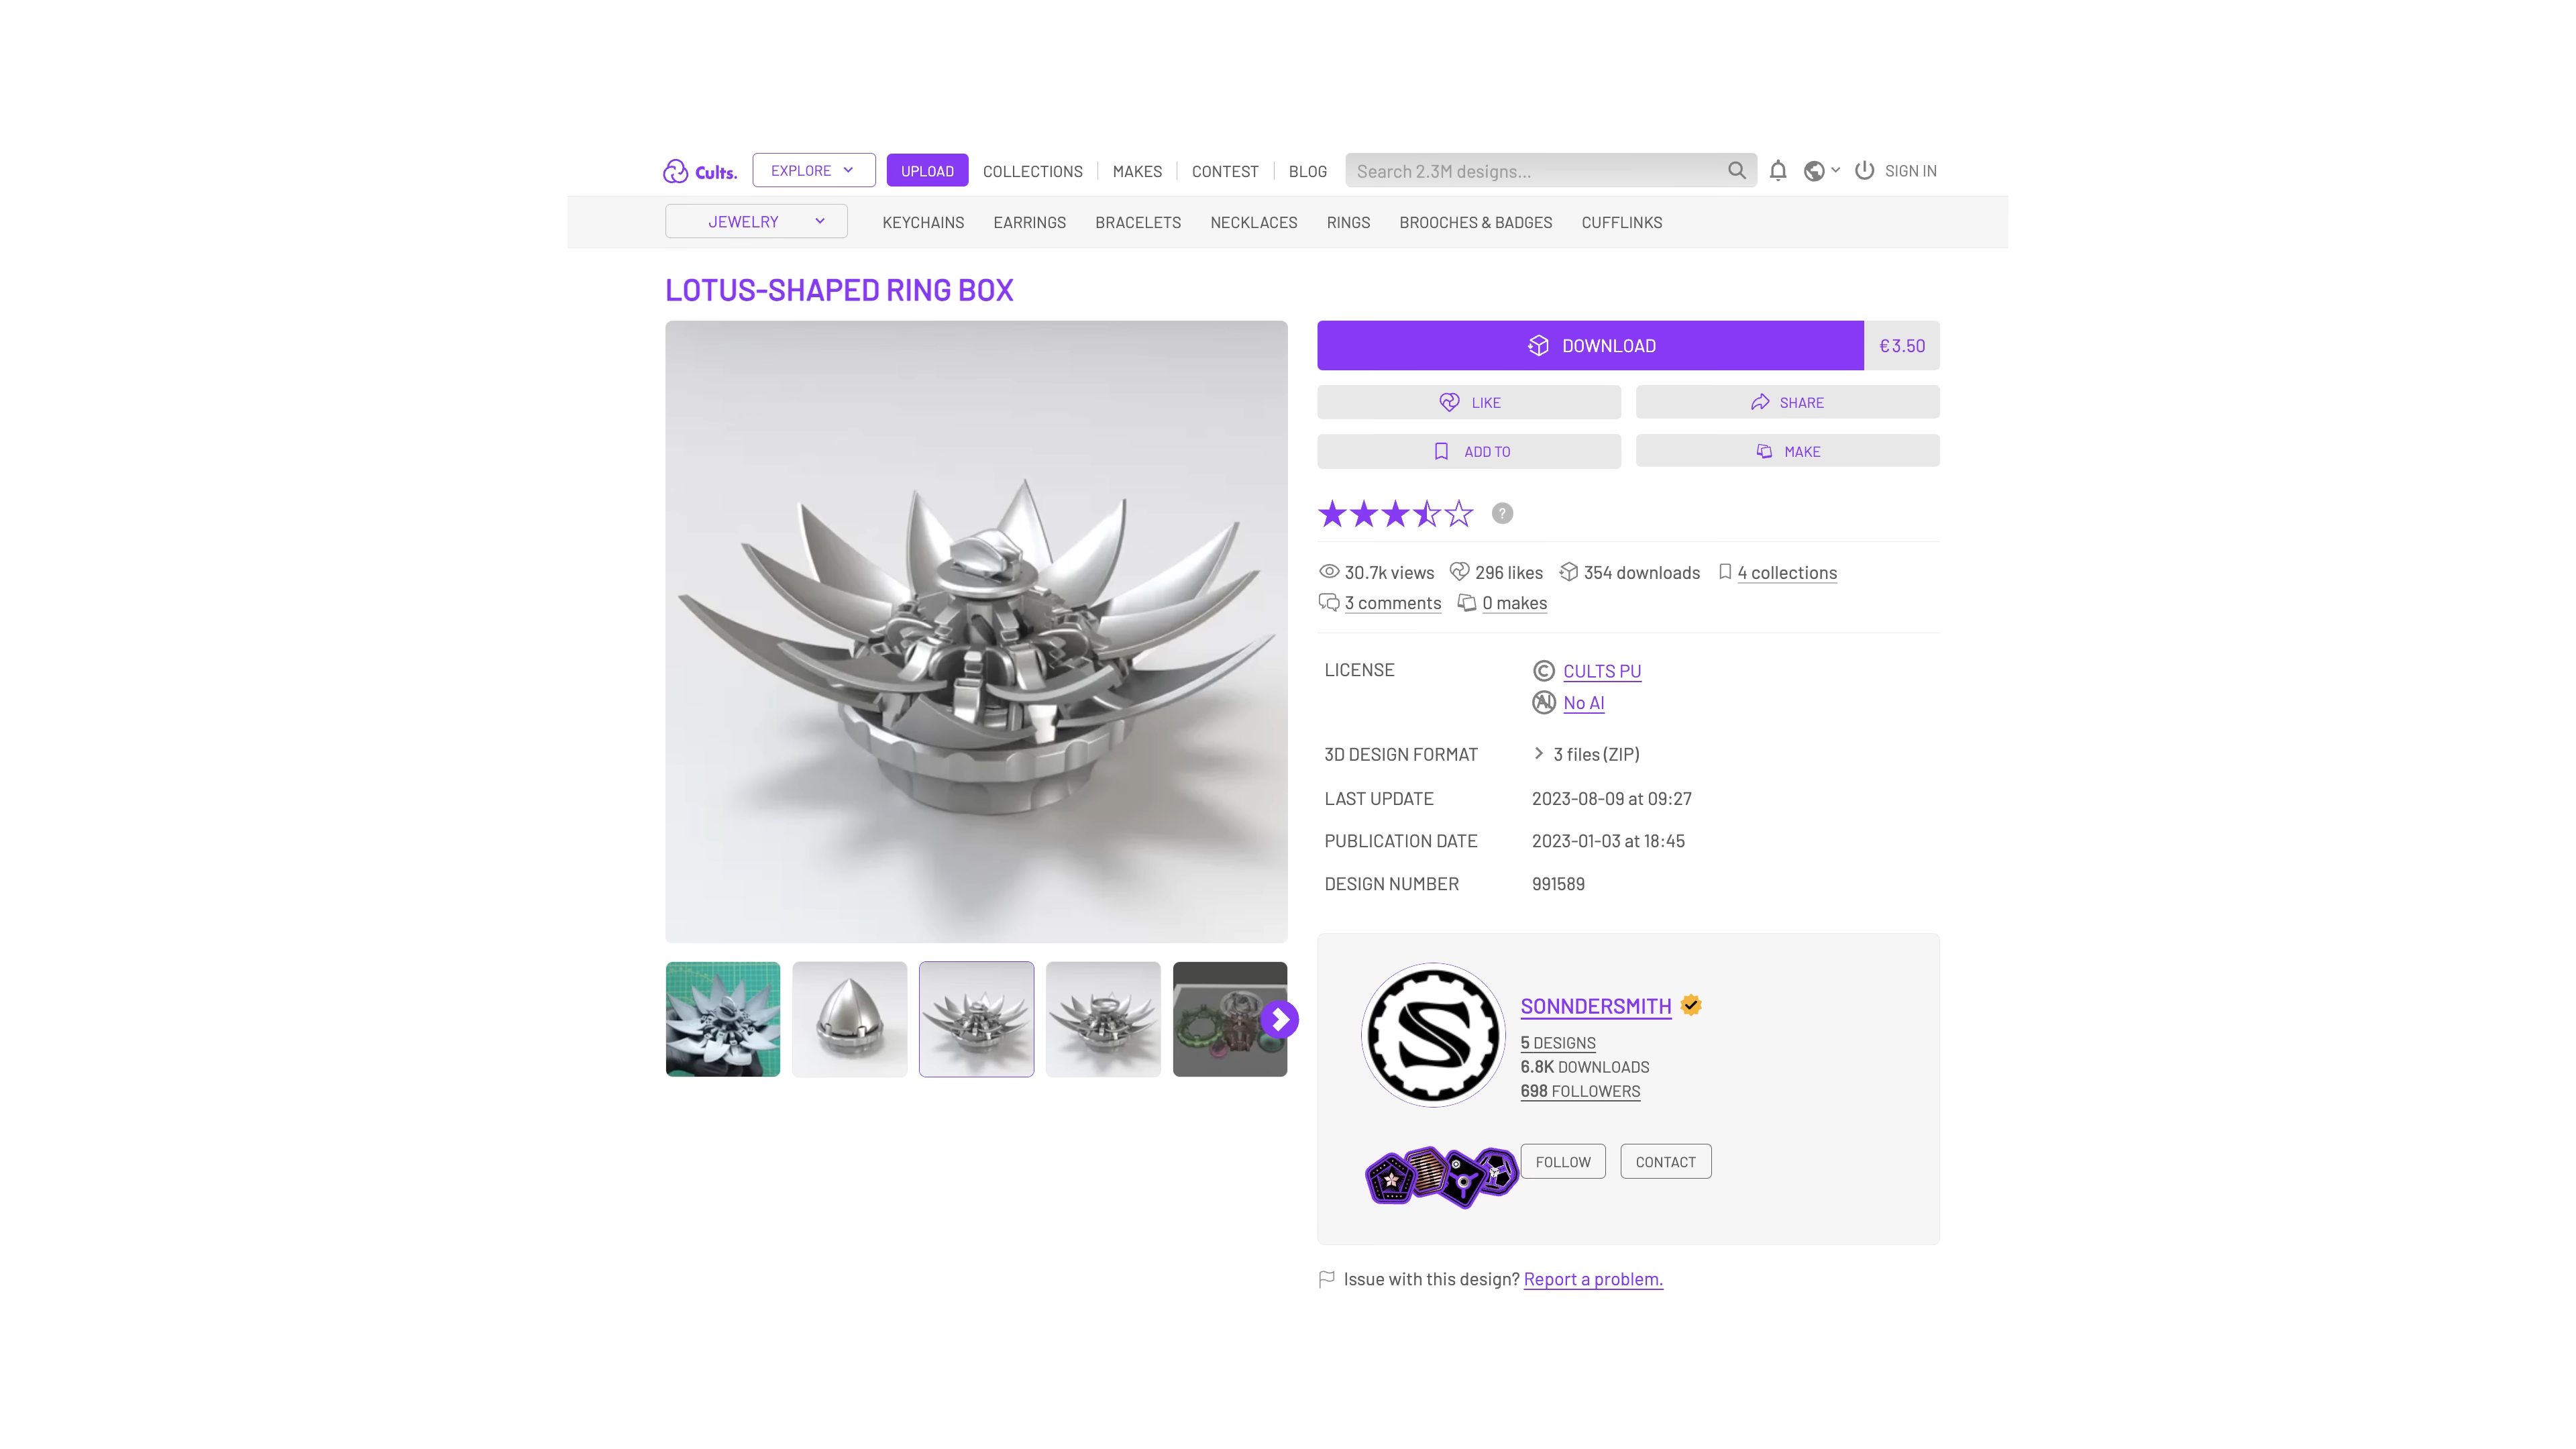 Cults.
EXPLORE
UPLOAD
COLLECTIONS
MAKES
CONTEST
BLOG
Search 2.3M designs...
SIGN IN
JEWELRY
KEYCHAINS
EARRINGS
BRACELETS
NECKLACES
RINGS
BROOCHES & BADGES
CUFFLINKS
LOTUS-SHAPED RING BOX
DOWNLOAD
€3.50
LIKE
SHARE
ADD TO
MAKE
?
30.7k views
296 likes
354 downloads
4 collections
3 comments
0 makes
LICENSE
CULTS PU
No AI
3D DESIGN FORMAT
3 files (ZIP)
LAST UPDATE
2023-08-09 at 09:27
PUBLICATION DATE
2023-01-03 at 18:45
DESIGN NUMBER
991589
SONNDERSMITH
5 DESIGNS
6.8K DOWNLOADS
698 FOLLOWERS
FOLLOW
CONTACT
Issue with this design? Report a problem.